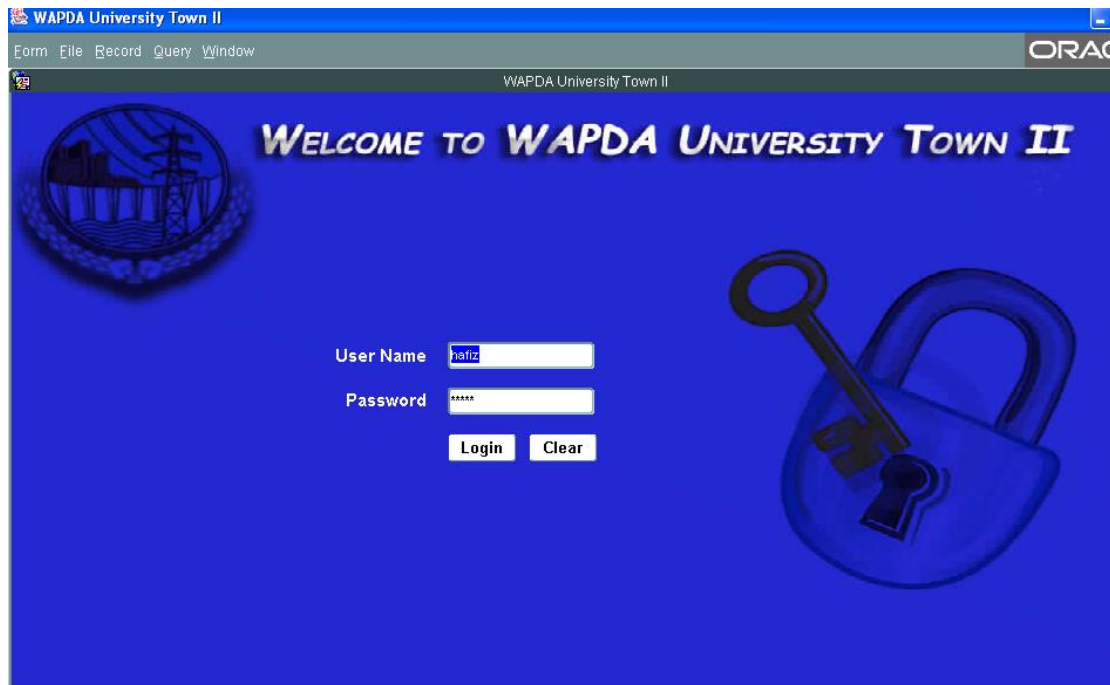 WAPDA University Town II
Form File Record Query Window
ORAC
WAPDA University Town II
WELCOME TO WAPDA UNIVERSITY TOWN II
User Name hafiz
Password *****
Login Clear